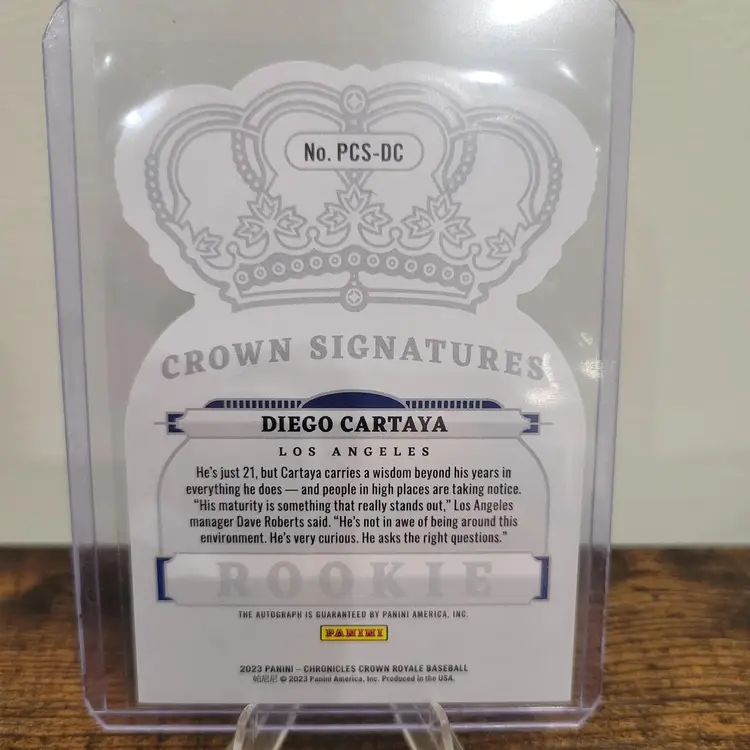 No. PCS-DC
CROWN SIGNATURES
DIEGO CARTAYA
LOS ANGELES
He's just 21, but Cartaya carries a wisdom beyond his years in
everything he does — and people in high places are taking notice.
“His maturity is something that really stands out,” Los Angeles
manager Dave Roberts said. “He's not in awe of being around this
environment. He's very curious. He asks the right questions.”
ROOKIE
THE AUTOGRAPH IS GUARANTEED BY PANINI AMERICA, INC.
PANINI
2023 PANINI – CHRONICLES CROWN ROYALE BASEBALL
帕尼尼 © 2023 Panini America, Inc. Produced in the USA.